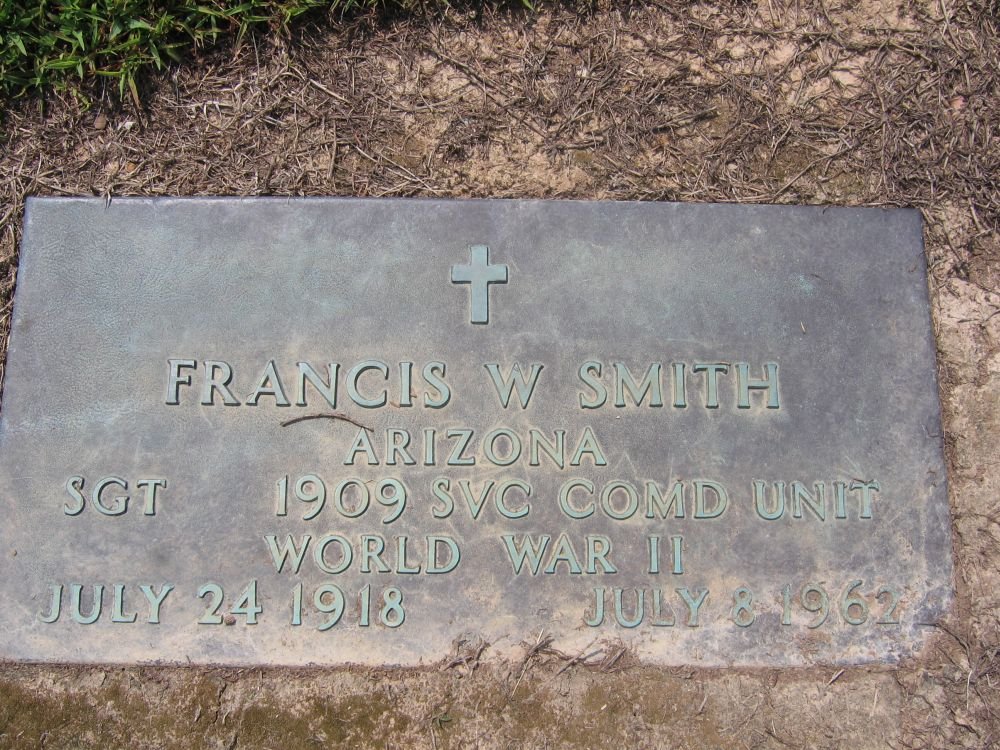 FRANCIS W SMITH
ARIZONA
SGT 1909 SVC COMD UNIT
WORLD WAR II
JULY 24 1918 JULY 8 1962